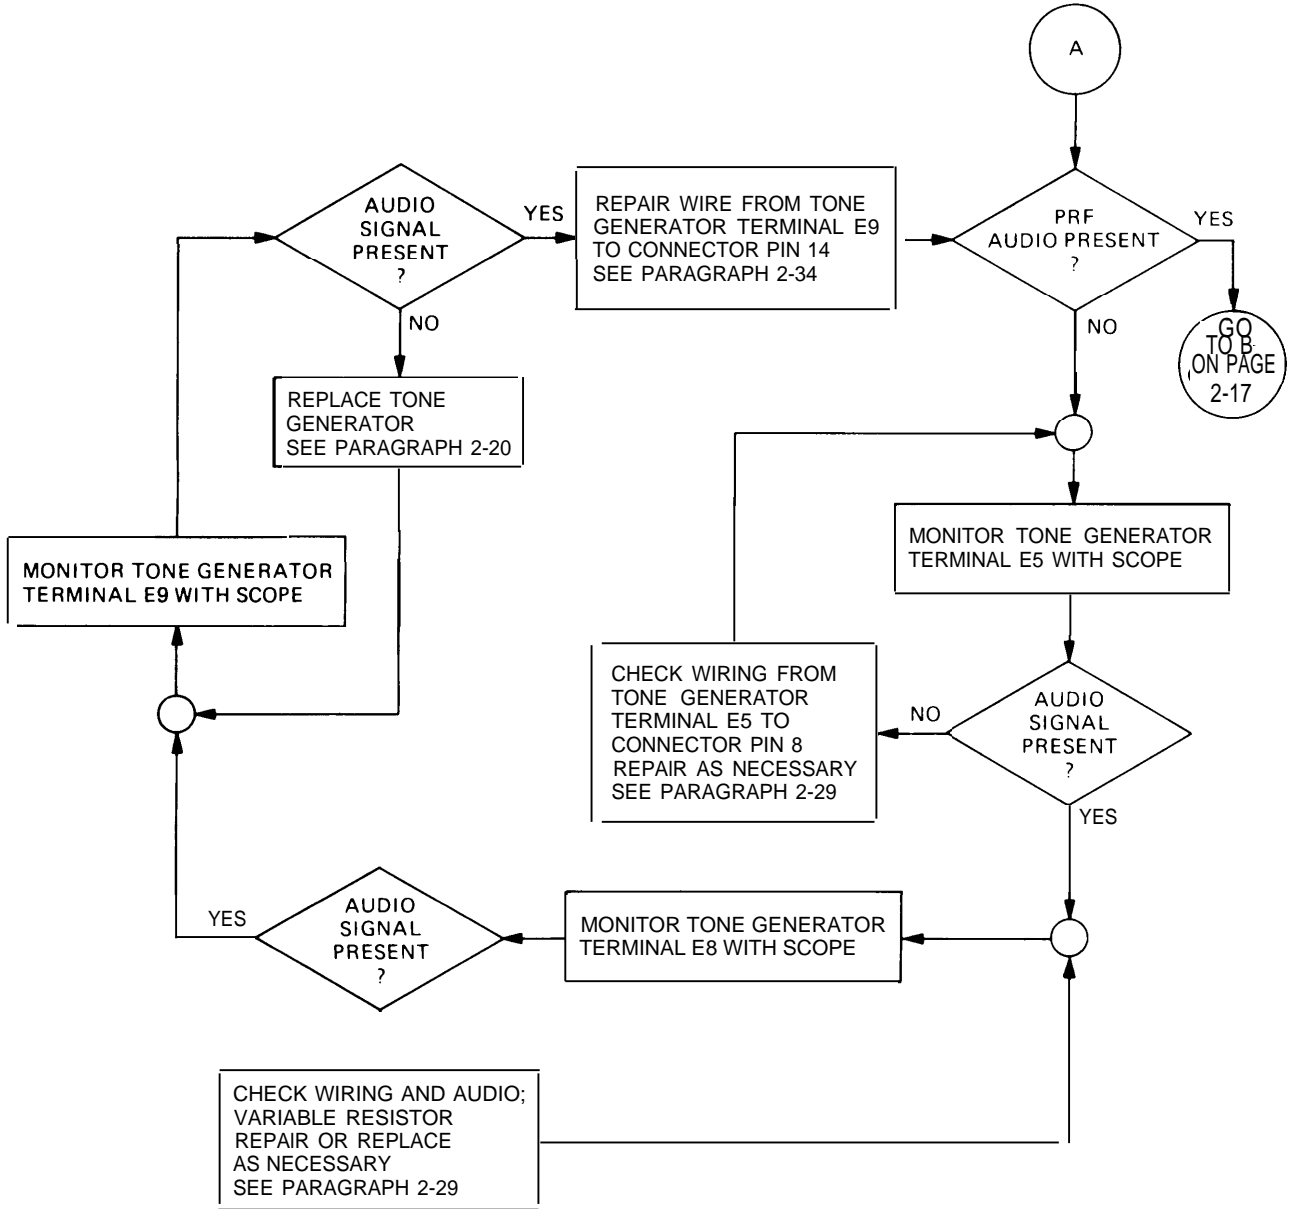 A
PRF
AUDIO PRESENT
?
YES
NO
GO
TO B
ON PAGE
2-17
MONITOR TONE GENERATOR
TERMINAL E5 WITH SCOPE
AUDIO
SIGNAL
PRESENT
?
NO
YES
CHECK WIRING FROM
TONE GENERATOR
TERMINAL E5 TO
CONNECTOR PIN 8
REPAIR AS NECESSARY
SEE PARAGRAPH 2-29
MONITOR TONE GENERATOR
TERMINAL E8 WITH SCOPE
AUDIO
SIGNAL
PRESENT
?
YES
CHECK WIRING AND AUDIO;
VARIABLE RESISTOR
REPAIR OR REPLACE
AS NECESSARY
SEE PARAGRAPH 2-29
MONITOR TONE GENERATOR
TERMINAL E9 WITH SCOPE
AUDIO
SIGNAL
PRESENT
?
YES
NO
REPLACE TONE
GENERATOR
SEE PARAGRAPH 2-20
REPAIR WIRE FROM TONE
GENERATOR TERMINAL E9
TO CONNECTOR PIN 14
SEE PARAGRAPH 2-34